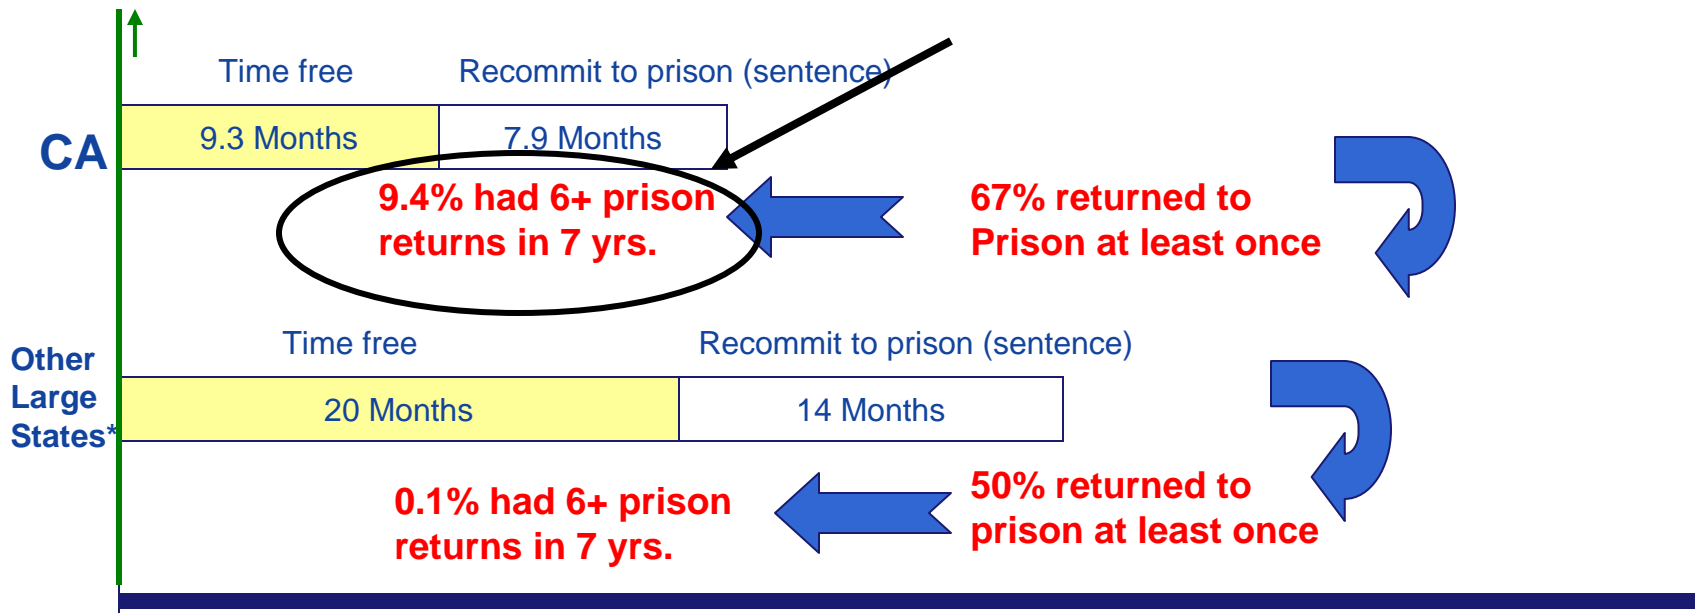 Time free Recommit to prison (sentence)
CA 9.3 Months 7.9 Months
9.4% had 6+ prison
returns in 7 yrs.
67% returned to
Prison at least once
Time free Recommit to prison (sentence)
Other
Large
States*
20 Months 14 Months
0.1% had 6+ prison
returns in 7 yrs.
50% returned to
prison at least once